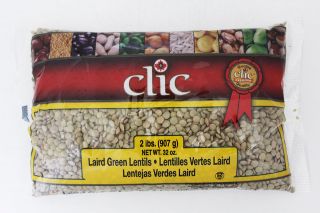 clic
clic
2 lbs. (907 g)
NET WT. 32 oz.
Laird Green Lentils • Lentilles Vertes Laird
Lentejas Verdes Laird